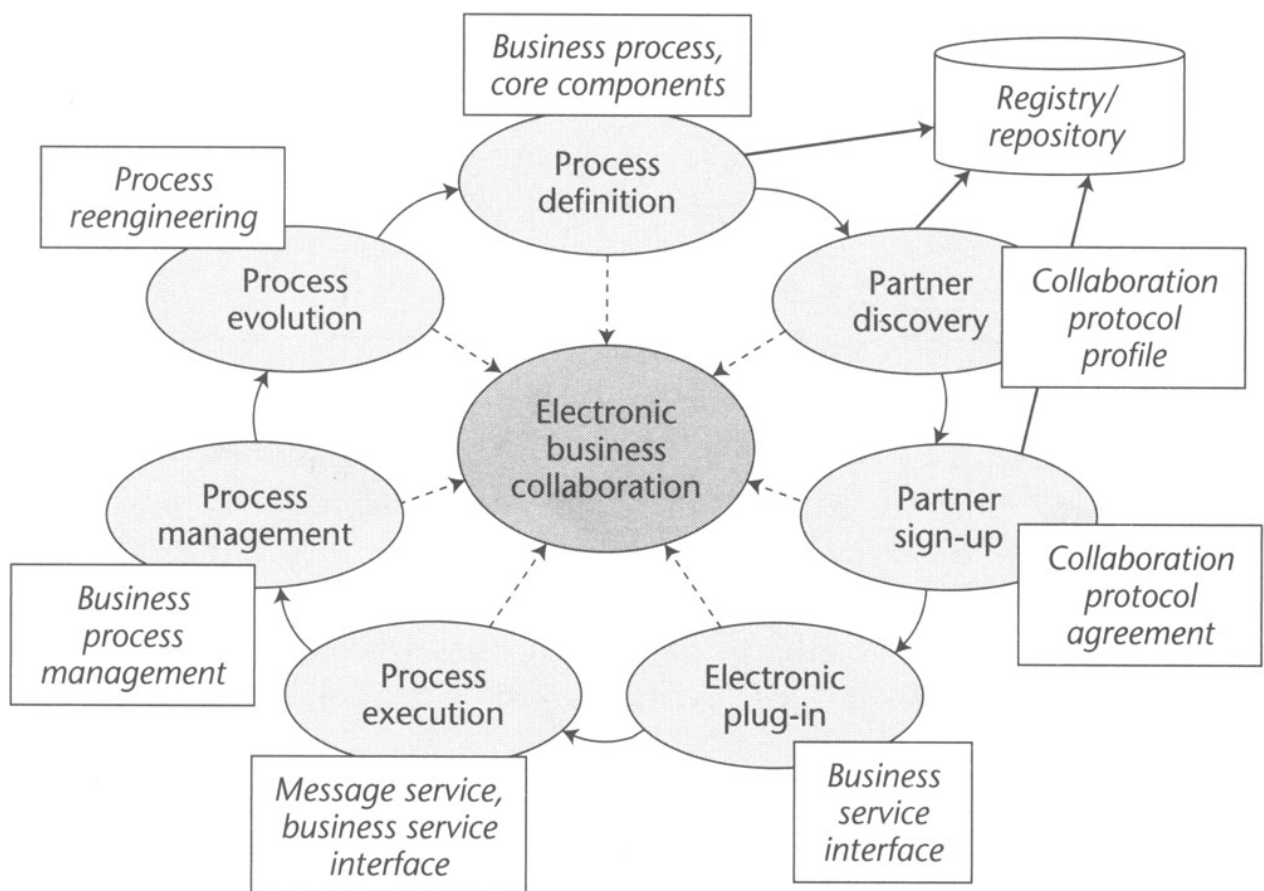 Business process,
core components
Registry/
repository
Process
definition
Process
reengineering
Process
evolution
Partner
discovery
Collaboration
protocol
profile
Electronic
business
collaboration
Process
management
Partner
sign-up
Business
process
management
Collaboration
protocol
agreement
Process
execution
Electronic
plug-in
Message service,
business service
interface
Business
service
interface